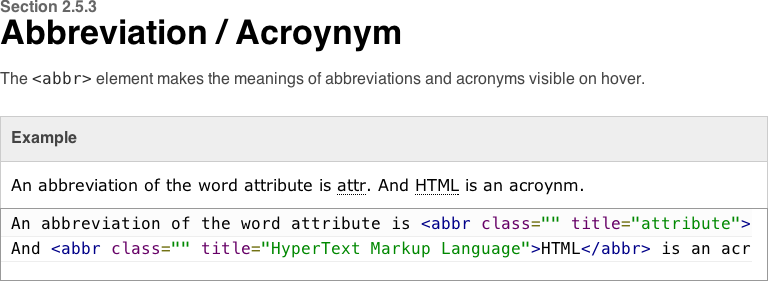 Section 2.5.3
Abbreviation / Acroynym
The <abbr> element makes the meanings of abbreviations and acronyms visible on hover.
Example
An abbreviation of the word attribute is attr. And HTML is an acroynm.
An abbreviation of the word attribute is <abbr class="" title="attribute">
And <abbr class="" title="HyperText Markup Language">HTML</abbr> is an acr